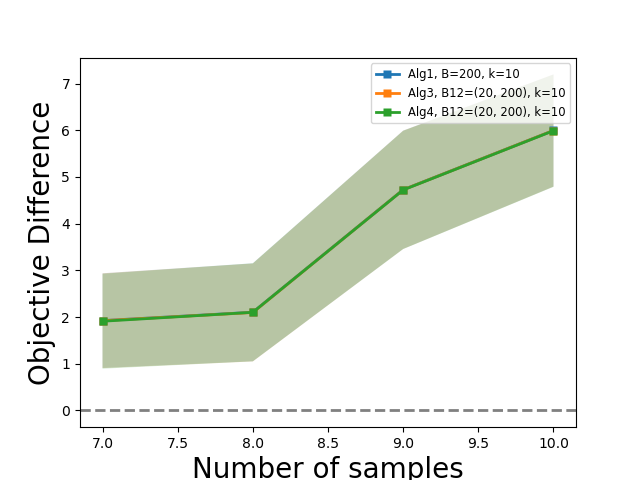 Alg1, B=200, k=10
Alg3, B12=(20, 200), k=10
Alg4, B12=(20, 200), k=10
Objective Difference
7
6
5
4
3
2
1
0
7.0 7.5 8.0 8.5 9.0 9.5 10.0
Number of samples